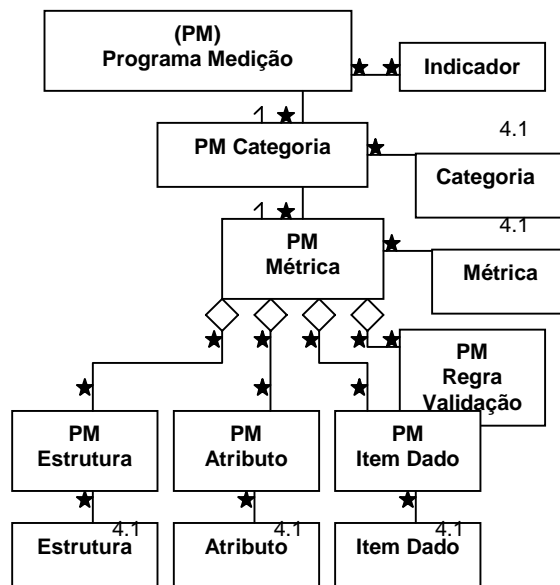 (PM)
Programa Medição
Indicador
1
4.1
PM Categoria
Categoria
1
4.1
PM
Métrica
Métrica
PM
Regra
Validação
PM
Estrutura
PM
Atributo
PM
Item Dado
4.1
Estrutura
4.1
Atributo
4.1
Item Dado